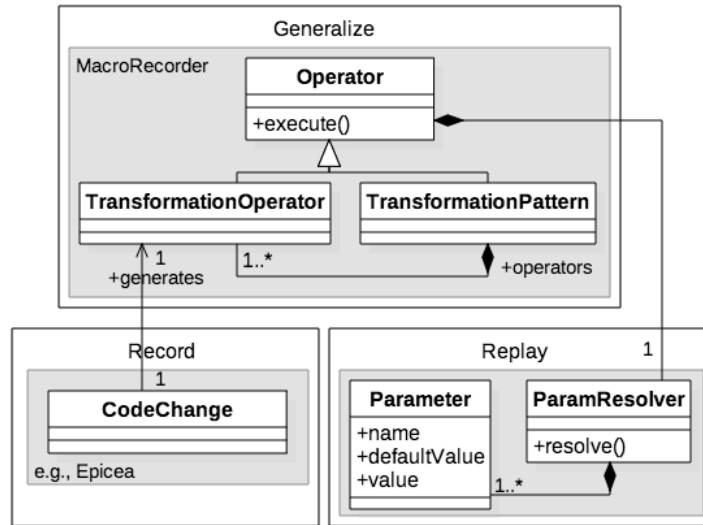 Generalize
MacroRecorder
Operator
+execute()
TransformationOperator
TransformationPattern
1
+generates
1..*
+operators
Record
1
CodeChange
e.g., Epicea
Replay
1
Parameter
+name
+defaultValue
+value
ParamResolver
+resolve()
1..*